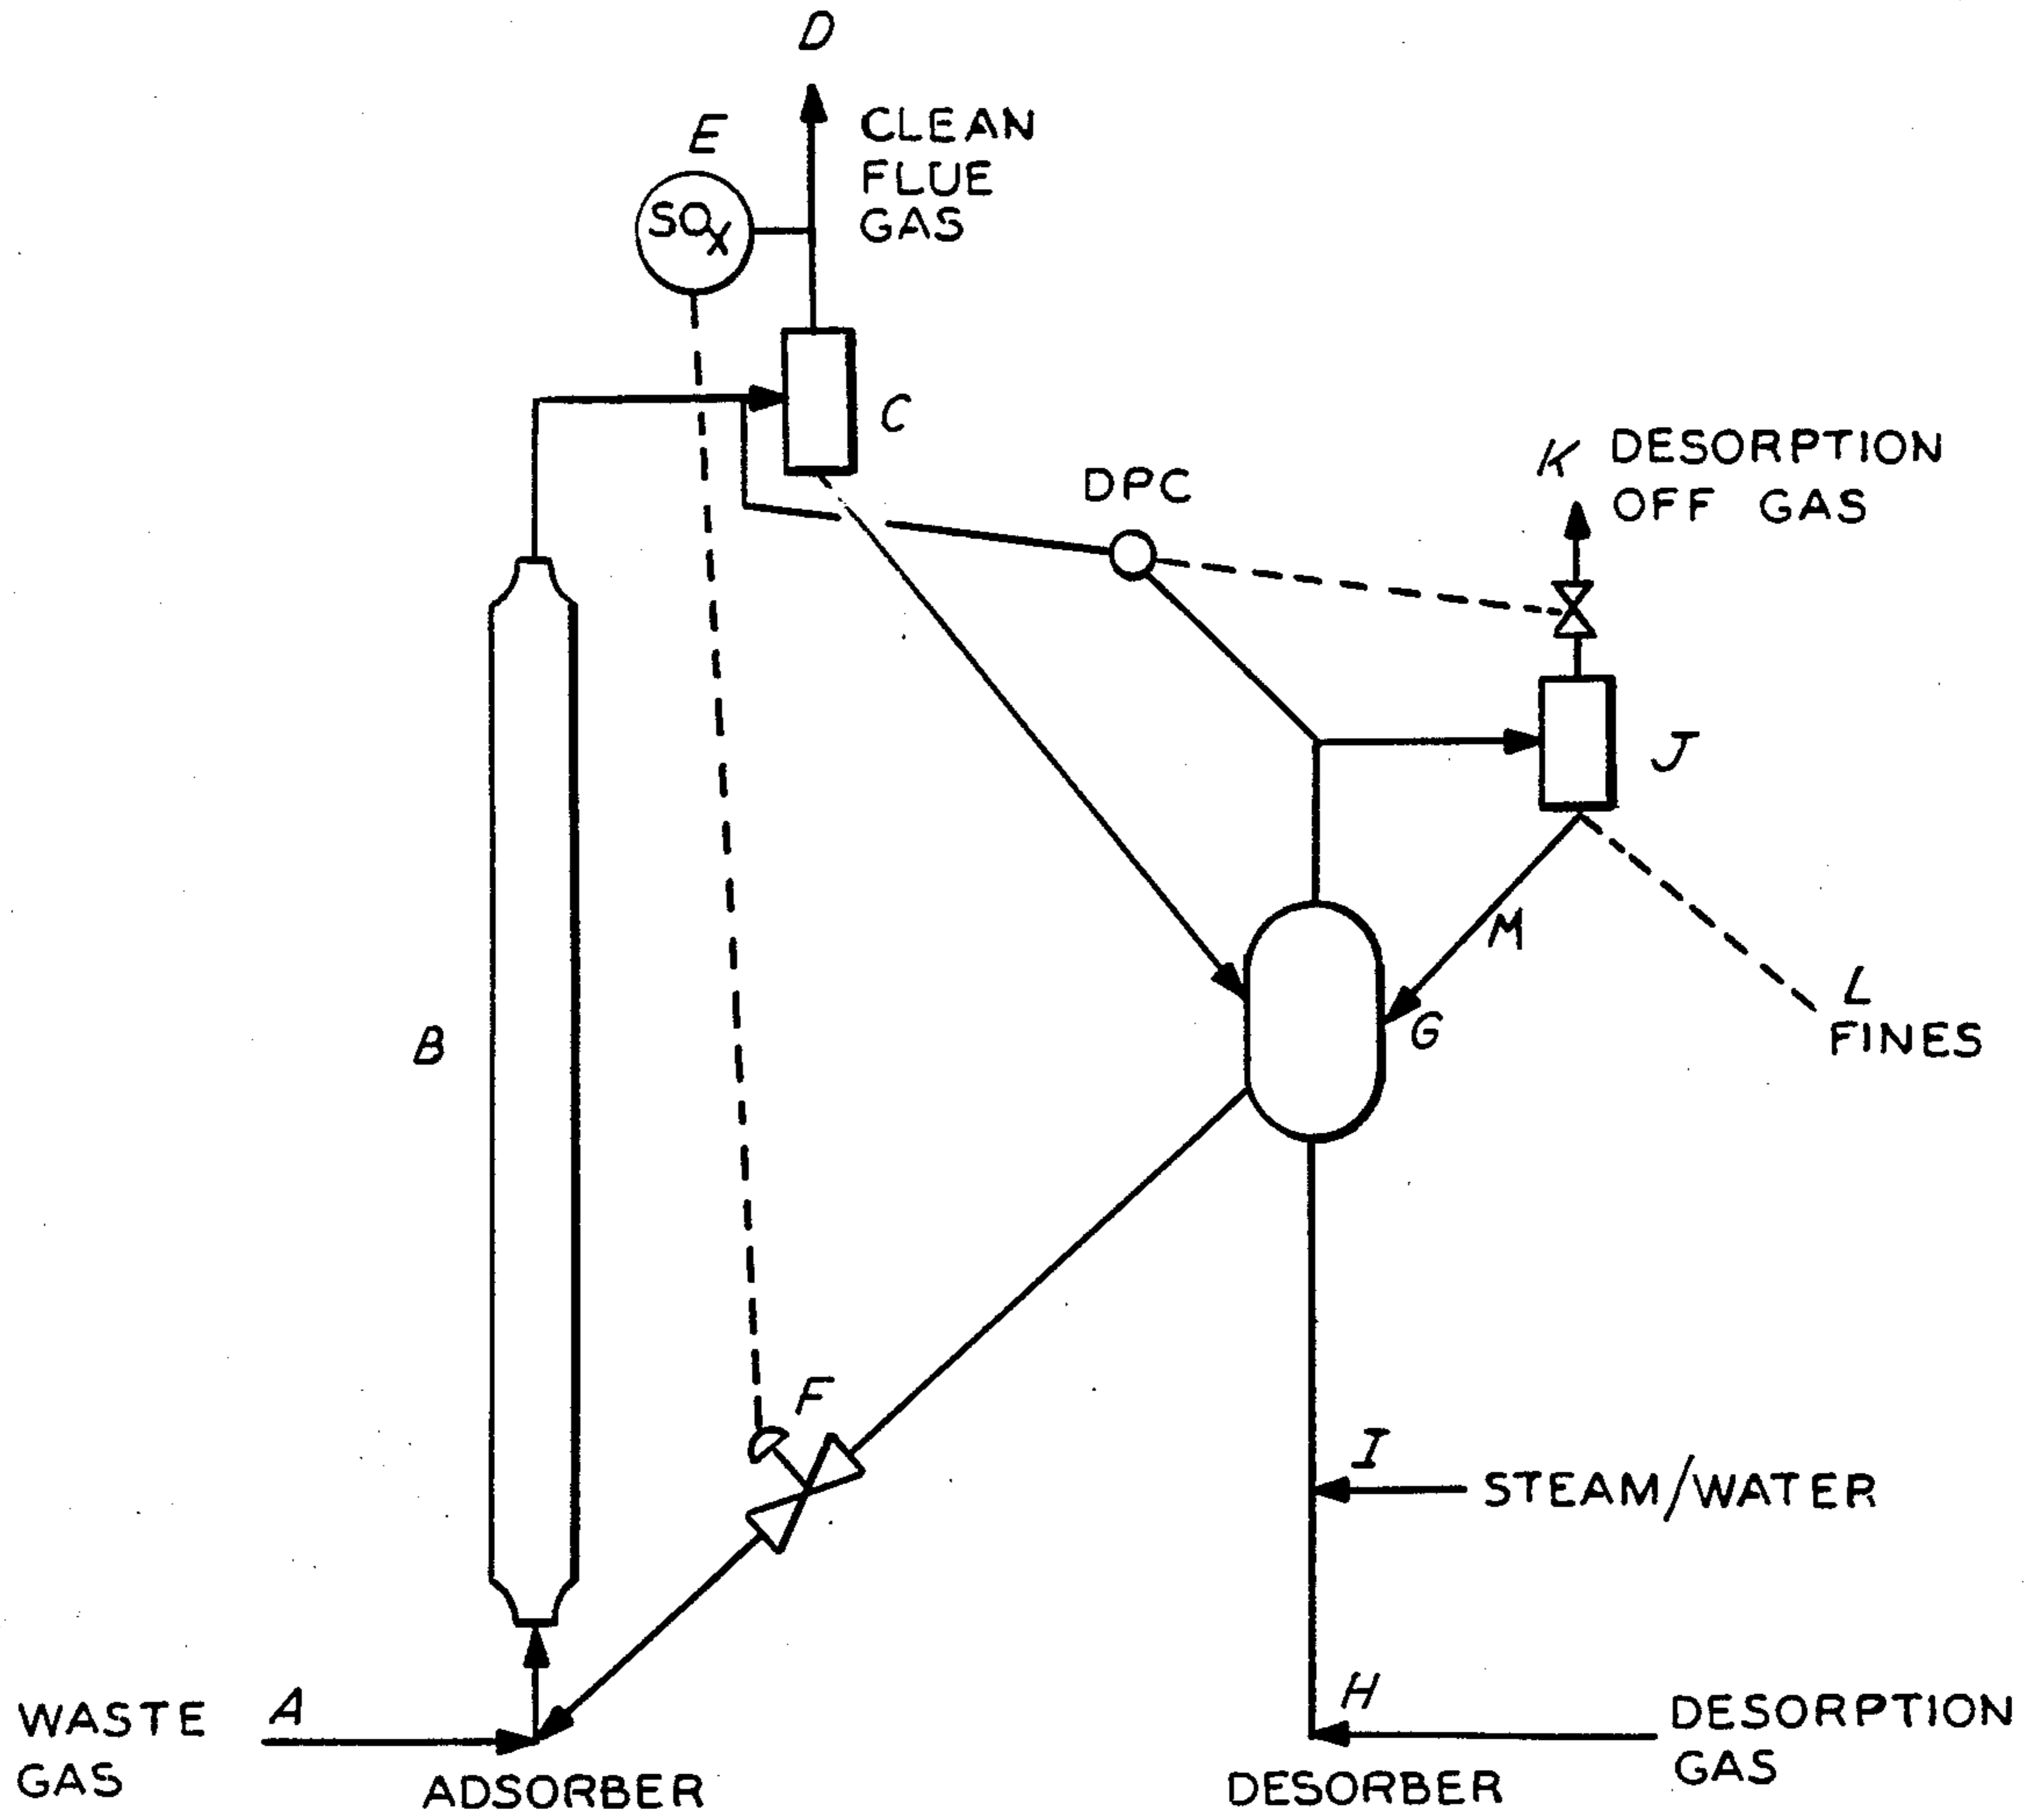 D
E
CLEAN
FLUE
GAS
SOX
C
DPC
K DESORPTION
OFF GAS
J
M
G
L
FINES
B
F
I
STEAM/WATER
H
A
WASTE
GAS
DESORPTION
GAS
ADSORBER
DESORBER